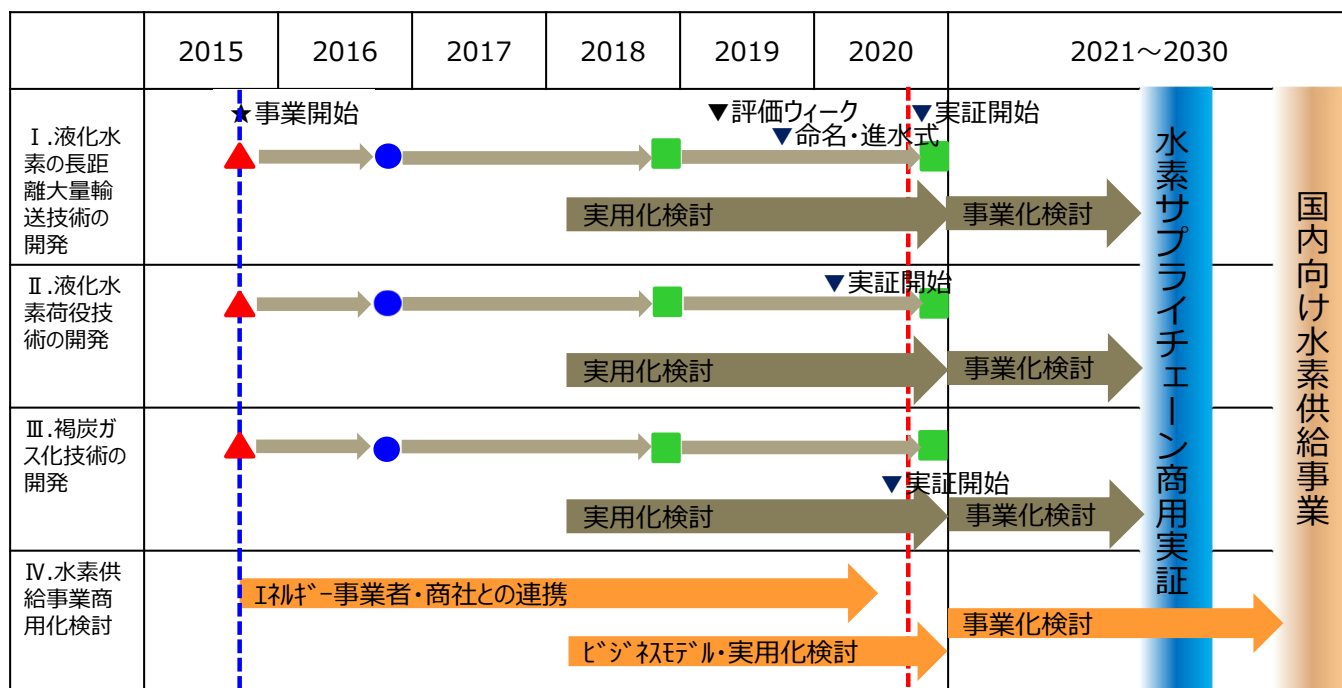 2015
2016
2017
2018
2019
2020
2021～2030
Ⅰ.液化水
素の長距
離大量輸
送技術の
開発
★事業開始
▼評価ウィーク
▼実証開始
▼命名・進水式
実用化検討
事業化検討
Ⅱ.液化水
素荷役技
術の開発
▼実証開始
実用化検討
事業化検討
Ⅲ.褐炭ガ
ス化技術の
開発
▼実証開始
実用化検討
事業化検討
Ⅳ.水素供
給事業商
用化検討
ｴﾈﾙｷﾞｰ事業者・商社との連携
ﾋﾞｼﾞﾈｽﾓﾃﾞﾙ・実用化検討
事業化検討
水素サプライチェーン商用実証
国内向け水素供給事業